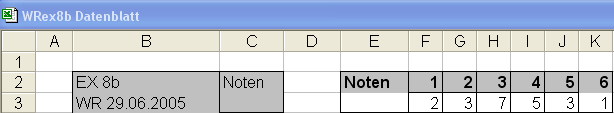 WRex8b Datenblatt
A B C D E F G H I J K
1
2 EX 8b Noten Noten 1 2 3 4 5 6
3 WR 29.06.2005 2 3 7 5 3 1